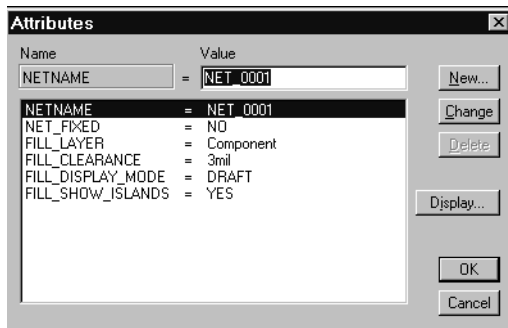 Attributes
Name Value
NETNAME = NET_0001 New...
NETNAME = NET_0001 Change
NET_FIXED = NO
FILL_LAYER = Component Delete
FILL_CLEARANCE = 3mil
FILL_DISPLAY_MODE = DRAFT
FILL_SHOW_ISLANDS = YES Display...
OK
Cancel